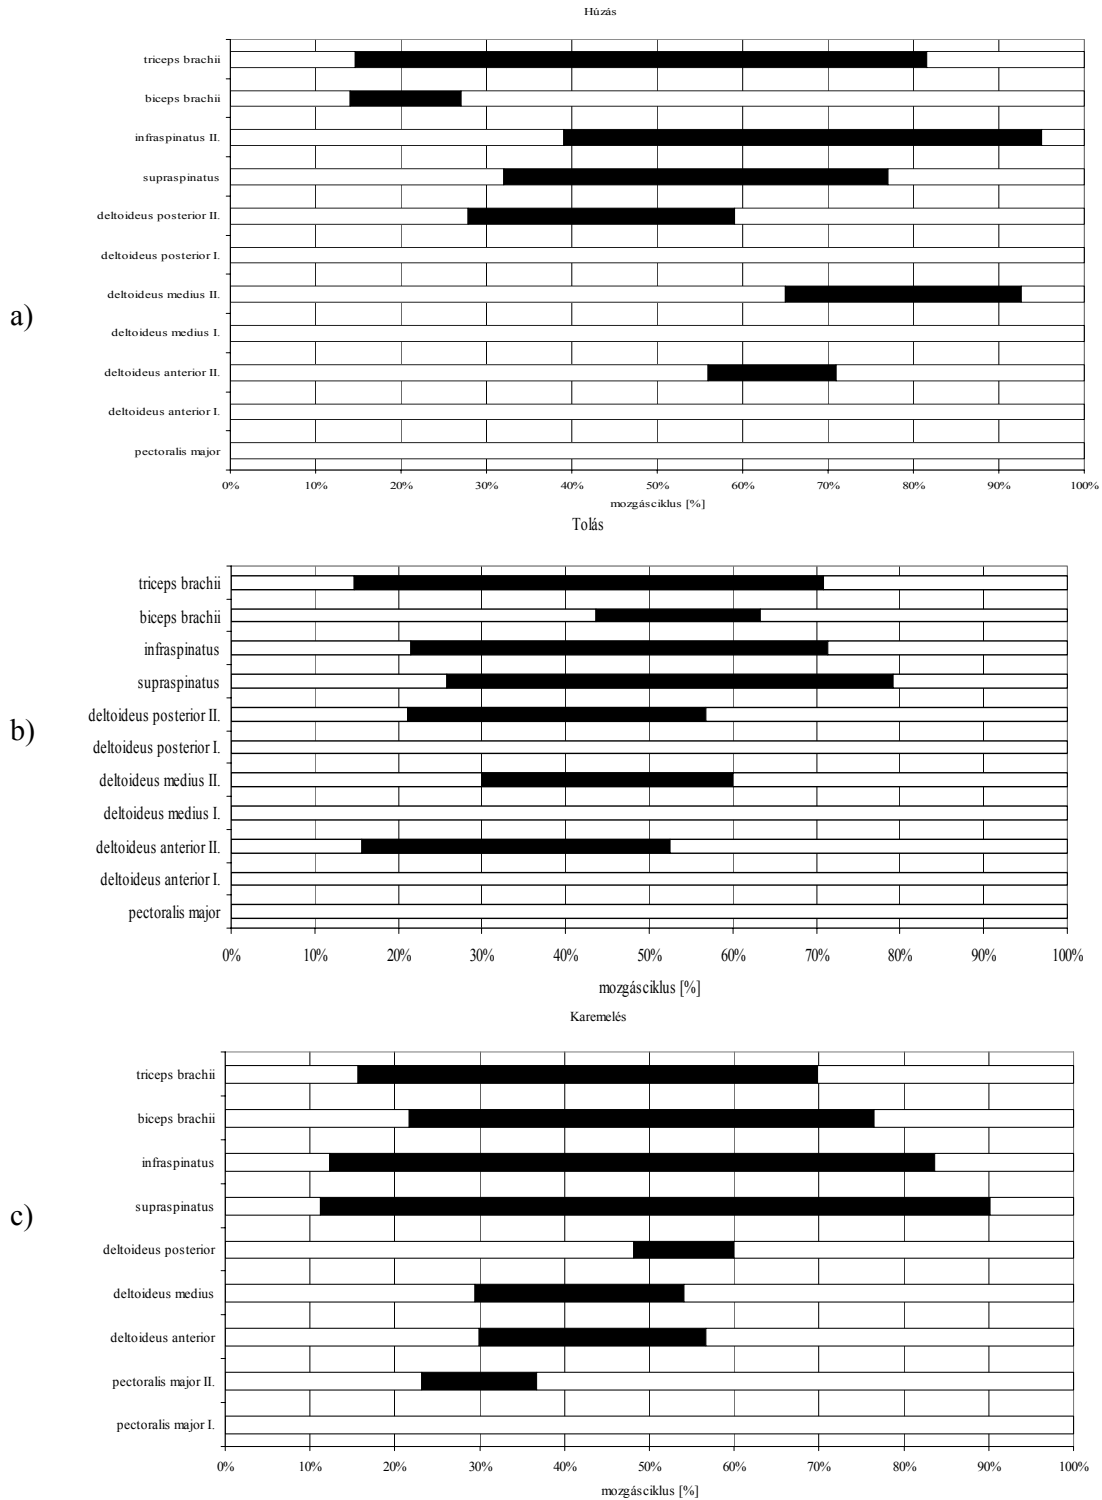 Húzás
triceps brachii
biceps brachii
infraspinatus II.
supraspinatus
deltoideus posterior II.
deltoideus posterior I.
deltoideus medius II.
a)
deltoideus medius I.
deltoideus anterior II.
deltoideus anterior I.
pectoralis major
0% 10% 20% 30% 40% 50% 60% 70% 80% 90% 100%
mozgásciklus [%]
Tolás
triceps brachii
biceps brachii
infraspinatus
supraspinatus
deltoideus posterior II.
b)
deltoideus posterior I.
deltoideus medius II.
deltoideus medius I.
deltoideus anterior II.
deltoideus anterior I.
pectoralis major
0% 10% 20% 30% 40% 50% 60% 70% 80% 90% 100%
mozgásciklus [%]
Karemelés
triceps brachii
biceps brachii
infraspinatus
supraspinatus
c)
deltoideus posterior
deltoideus medius
deltoideus anterior
pectoralis major II.
pectoralis major I.
0% 10% 20% 30% 40% 50% 60% 70% 80% 90% 100%
mozgásciklus [%]